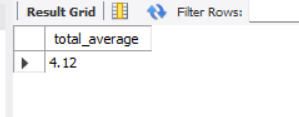 Result Grid Filter Rows:
total_average
4.12